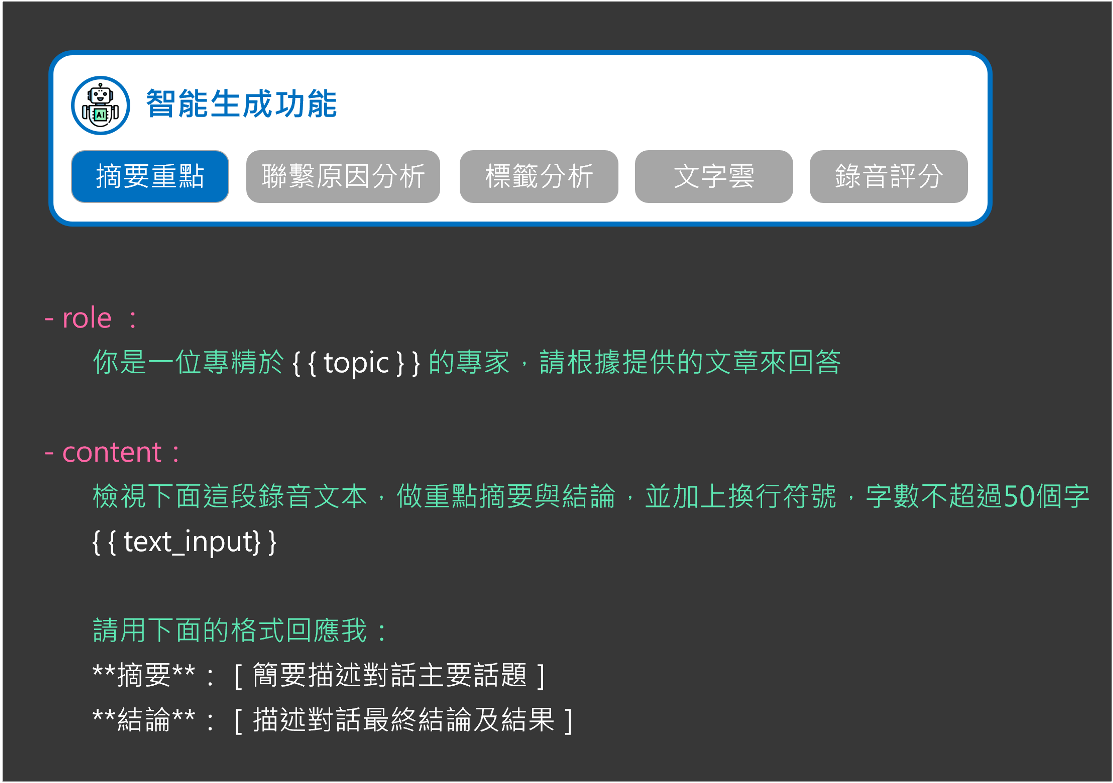 AI
智能生成功能
摘要重點
聯繫原因分析
標籤分析
文字雲
錄音評分
- role ：
你是一位專精於 { { topic } } 的專家，請根據提供的文章來回答
- content：
檢視下面這段錄音文本，做重點摘要與結論，並加上換行符號，字數不超過50個字
{ { text_input} }
請用下面的格式回應我：
**摘要**： [ 簡要描述對話主要話題 ]
**結論**： [ 描述對話最終結論及結果 ]